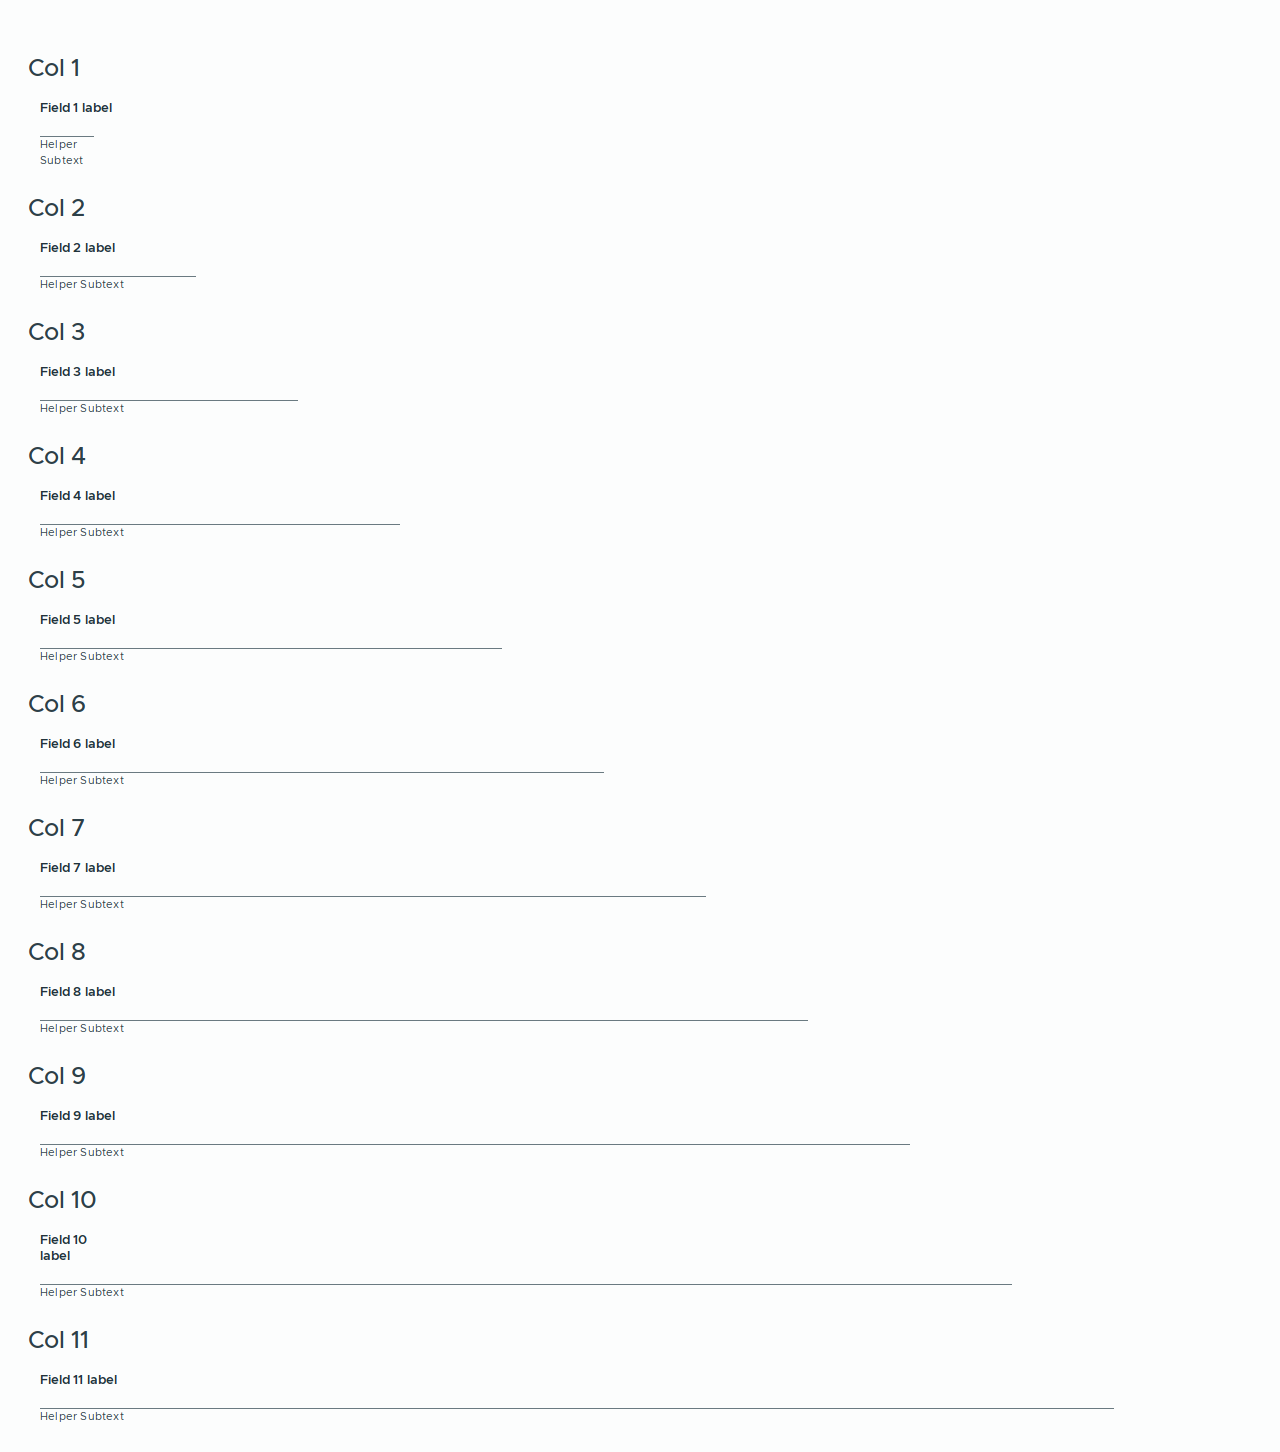 Col 1
Field 1 label
Helper
Subtext
Col 2
Field 2 label
Helper Subtext
Col 3
Field 3 label
Helper Subtext
Col 4
Field 4 label
Helper Subtext
Col 5
Field 5 label
Helper Subtext
Col 6
Field 6 label
Helper Subtext
Col 7
Field 7 label
Helper Subtext
Col 8
Field 8 label
Helper Subtext
Col 9
Field 9 label
Helper Subtext
Col 10
Field 10
label
Helper Subtext
Col 11
Field 11 label
Helper Subtext